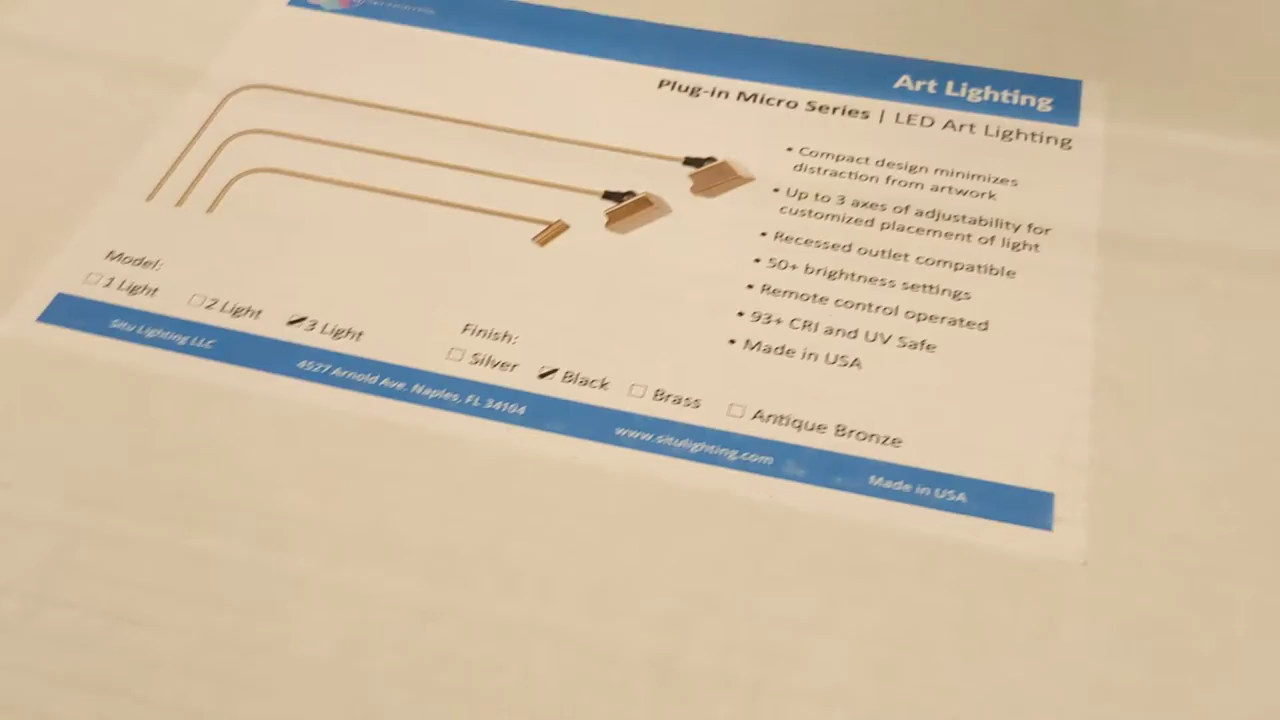 Art Lighting
Plug-in Micro Series | LED Art Lighting
• Compact design minimizes
distraction from artwork
• Up to 3 axes of adjustability for
customized placement of light
• Recessed outlet compatible
• 50+ brightness settings
• Remote control operated
• 93+ CRI and UV Safe
• Made in USA
Model:
1 Light 2 Light 3 Light
Finish:
Silver Black Brass Antique Bronze
Situ Lighting LLC 4527 Arnold Ave. Naples, FL 34104 www.situlighting.com Made in USA